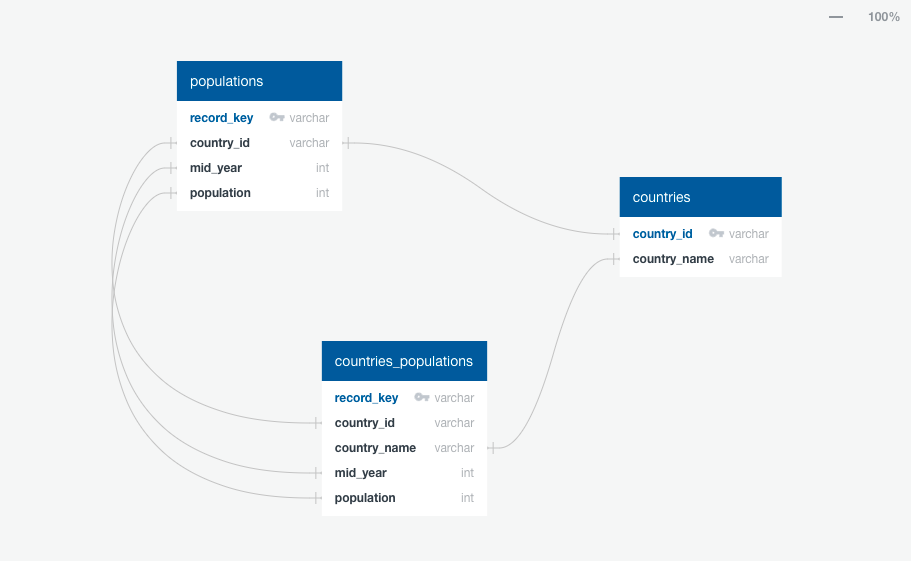 100%
populations
record_key varchar
country_id varchar
mid_year int
population int
countries
country_id varchar
country_name varchar
countries_populations
record_key varchar
country_id varchar
country_name varchar
mid_year int
population int